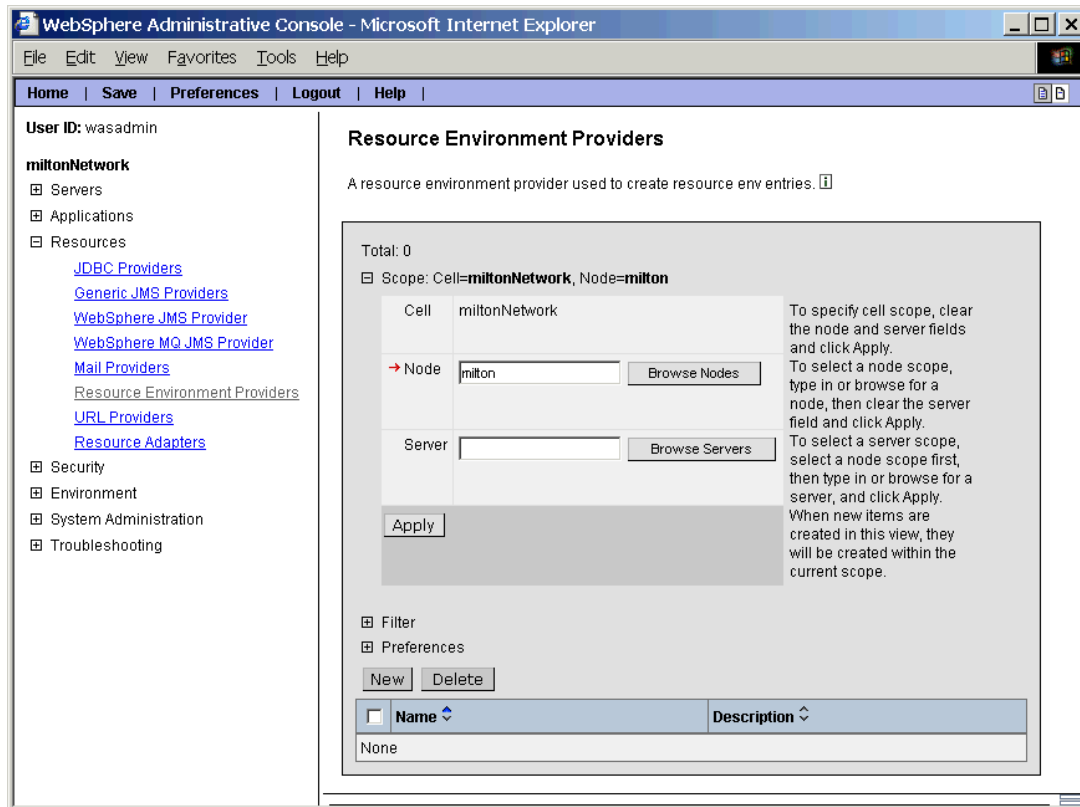 WebSphere Administrative Console - Microsoft Internet Explorer
File Edit View Favorites Tools Help
Home | Save | Preferences | Logout | Help |
User ID: wasadmin
miltonNetwork
Servers
Applications
Resources
JDBC Providers
Generic JMS Providers
WebSphere JMS Provider
WebSphere MQ JMS Provider
Mail Providers
Resource Environment Providers
URL Providers
Resource Adapters
Security
Environment
System Administration
Troubleshooting
Resource Environment Providers
A resource environment provider used to create resource env entries. i
Total: 0
Scope: Cell=miltonNetwork, Node=milton
Cell miltonNetwork
To specify cell scope, clear
the node and server fields
and click Apply.
Node milton Browse Nodes
To select a node scope,
type in or browse for a
node, then clear the server
field and click Apply.
Server Browse Servers
To select a server scope,
select a node scope first,
then type in or browse for a
server, and click Apply.
Apply
When new items are
created in this view, they
will be created within the
current scope.
Filter
Preferences
New Delete
Name Description
None